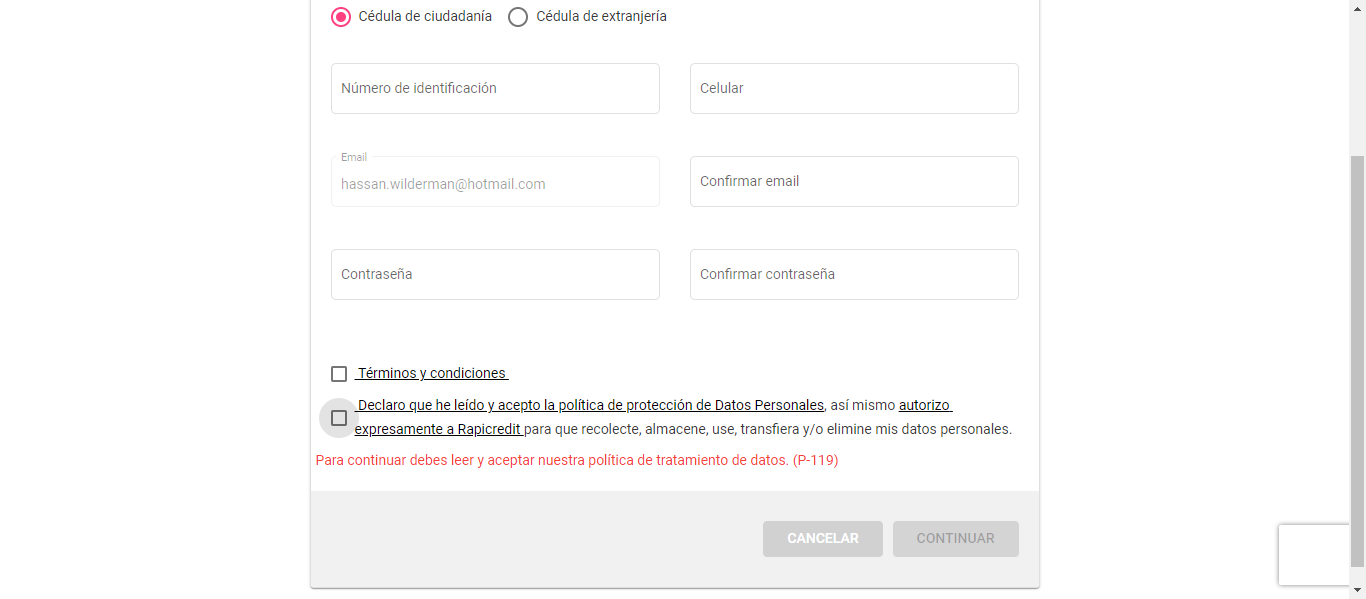 Cédula de ciudadanía Cédula de extranjería
Número de identificación Celular
Email
hassan.wilderman@hotmail.com Confirmar email
Contraseña Confirmar contraseña
Términos y condiciones
Declaro que he leído y acepto la política de protección de Datos Personales, así mismo autorizo
expresamente a Rapicredit para que recolecte, almacene, use, transfiera y/o elimine mis datos personales.
Para continuar debes leer y aceptar nuestra política de tratamiento de datos. (P-119)
CANCELAR CONTINUAR